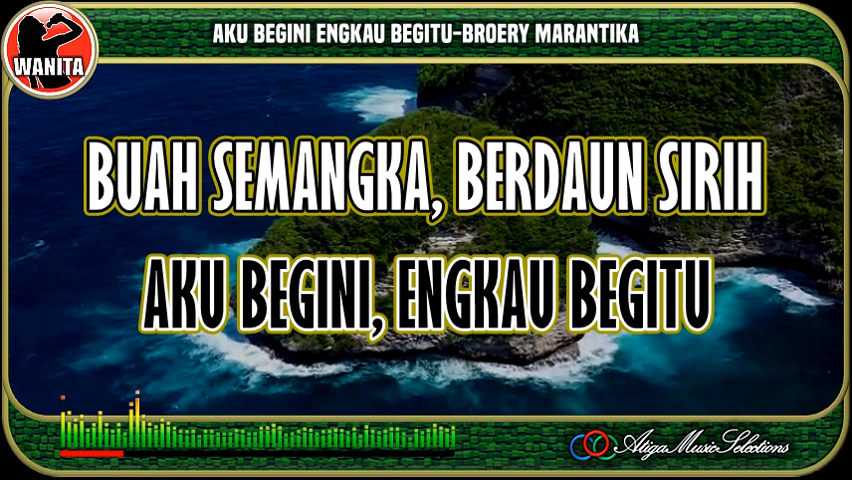 AKU BEGINI ENGKAU BEGITU-BROERY MARANTIKA
WANITA
BUAH SEMANGKA, BERDAUN SIRIH
AKU BEGINI, ENGKAU BEGITU
AtigaMusicSelections